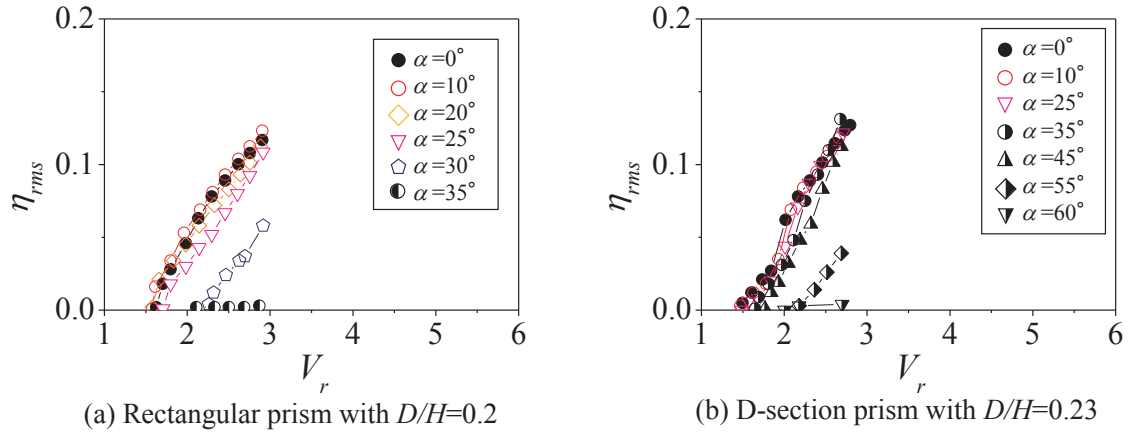 0.2
0.1
0.0
η_rms
1 2 3 4 5 6
V_r
α=0°
α=10°
α=20°
α=25°
α=30°
α=35°
(a) Rectangular prism with D/H=0.2
0.2
0.1
0.0
η_rms
1 2 3 4 5 6
V_r
α=0°
α=10°
α=25°
α=35°
α=45°
α=55°
α=60°
(b) D-section prism with D/H=0.23